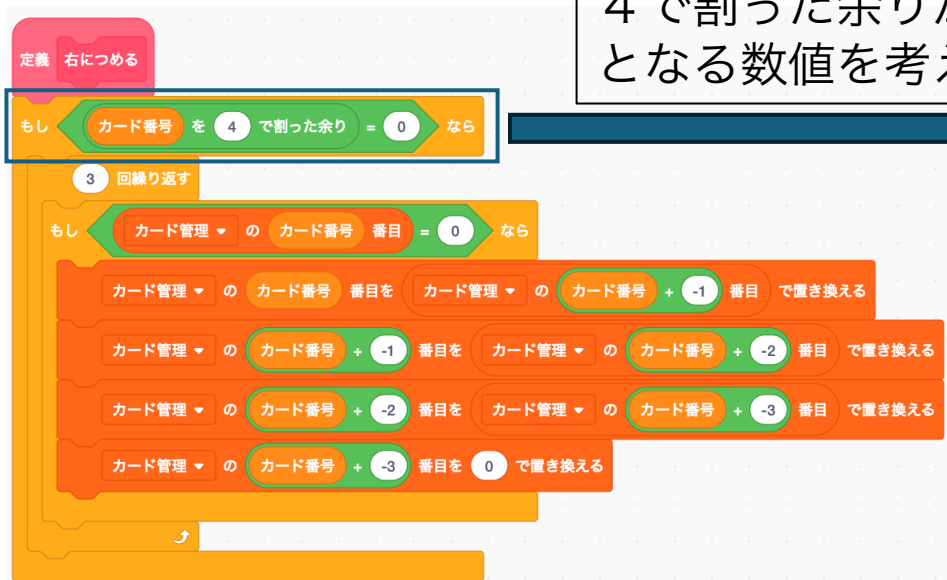 ４で割った余りが
となる数値を考え
定義 右につめる
もし カード番号 を 4 で割った余り = 0 なら
3 回繰り返す
もし カード管理 の カード番号 番目 = 0 なら
カード管理 の カード番号 番目を カード管理 の カード番号 + -1 番目 で置き換える
カード管理 の カード番号 + -1 番目を カード管理 の カード番号 + -2 番目 で置き換える
カード管理 の カード番号 + -2 番目を カード管理 の カード番号 + -3 番目 で置き換える
カード管理 の カード番号 + -3 番目を 0 で置き換える